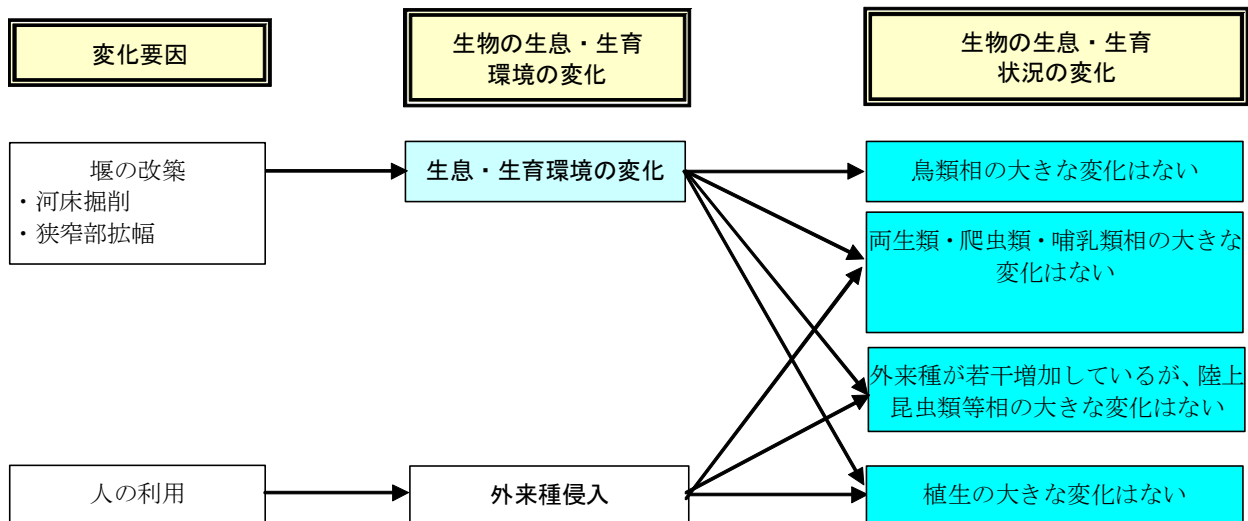 変化要因
生物の生息・生育
環境の変化
生物の生息・生育
状況の変化
堰の改築
・河床掘削
・狭窄部拡幅
生息・生育環境の変化
鳥類相の大きな変化はない
両生類・爬虫類・哺乳類相の大きな
変化はない
外来種が若干増加しているが、陸上
昆虫類等相の大きな変化はない
人の利用
外来種侵入
植生の大きな変化はない